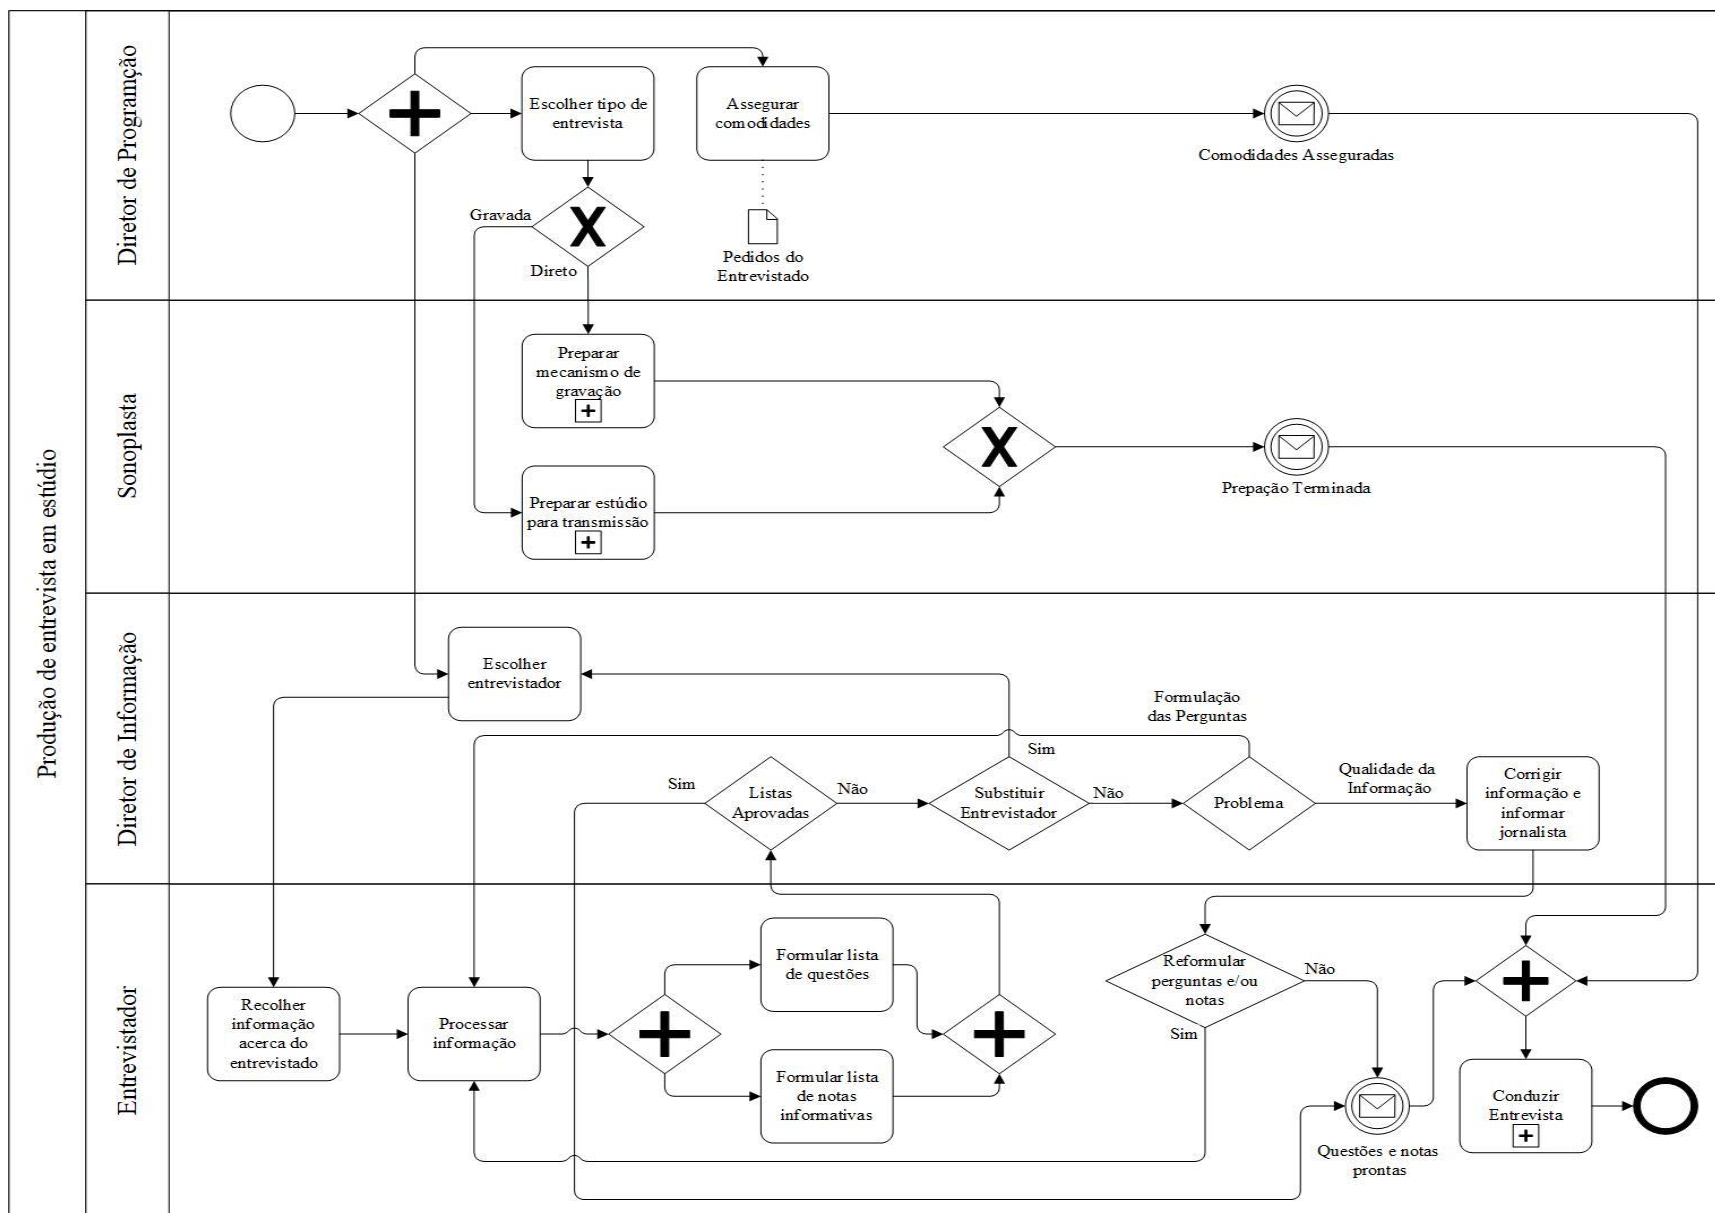 Produção de entrevista em estúdio
Diretor de Programção
Escolher tipo de
entrevista
Assegurar
comodidades
Comodidades Asseguradas
Gravada
Direto
Pedidos do
Entrevistado
Sonoplasta
Preparar
mecanismo de
gravação
Preparar estúdio
para transmissão
Prepação Terminada
Diretor de Informação
Escolher
entrevistador
Formulação
das Perguntas
Sim
Sim
Listas
Aprovadas
Não
Substituir
Entrevistador
Não
Problema
Qualidade da
Informação
Corrigir
informação e
informar
jornalista
Entrevistador
Recolher
informação
acerca do
entrevistado
Processar
informação
Formular lista
de questões
Formular lista
de notas
informativas
Reformular
perguntas e/ou
notas
Não
Sim
Questões e notas
prontas
Conduzir
Entrevista